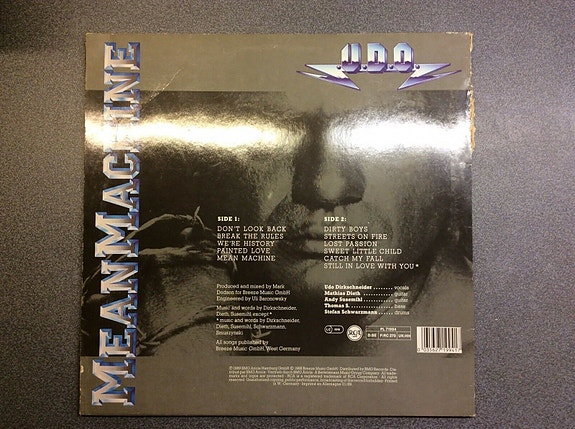 .U.D.O.
MEANMACHINE
SIDE 1:
DON'T LOOK BACK
BREAK THE RULES
WE'RE HISTORY
PAINTED LOVE
MEAN MACHINE
SIDE 2:
DIRTY BOYS
STREETS ON FIRE
LOST PASSION
SWEET LITTLE CHILD
CATCH MY FALL
STILL IN LOVE WITH YOU *
Produced and mixed by Mark
Dodson for Breeze Music GmbH
Engineered by Uli Baronowsky
Music and words by Dirkschneider,
Dieth, Susemihl, except *
* music and words by Dirkschneider,
Dieth, Susemihl, Schwarzmann,
All songs published by
Breeze Music GmbH, West Germany
Udo Dirkschneider ....... vocals
Mathias Dieth ....... guitar
Andy Susemihl ....... guitar
Thomas S. ....... bass
Stefan Schwarzmann ....... drums
RCA
PL 71994